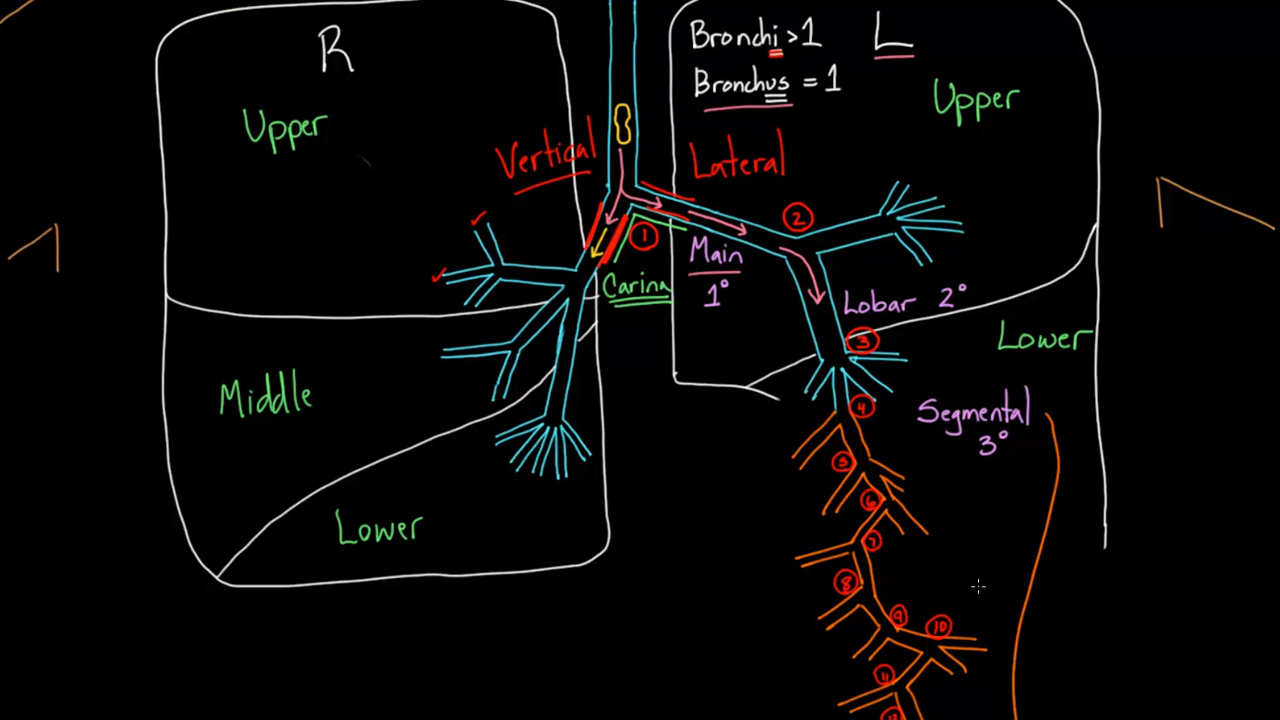 R
Upper
Middle
Lower
Vertical
Carina
Bronchi > 1
Bronchus = 1
L
Upper
Lateral
1
2
Main
1°
Lobar 2°
3
Lower
4
Segmental
3°
5
6
7
8
9
10
11
12